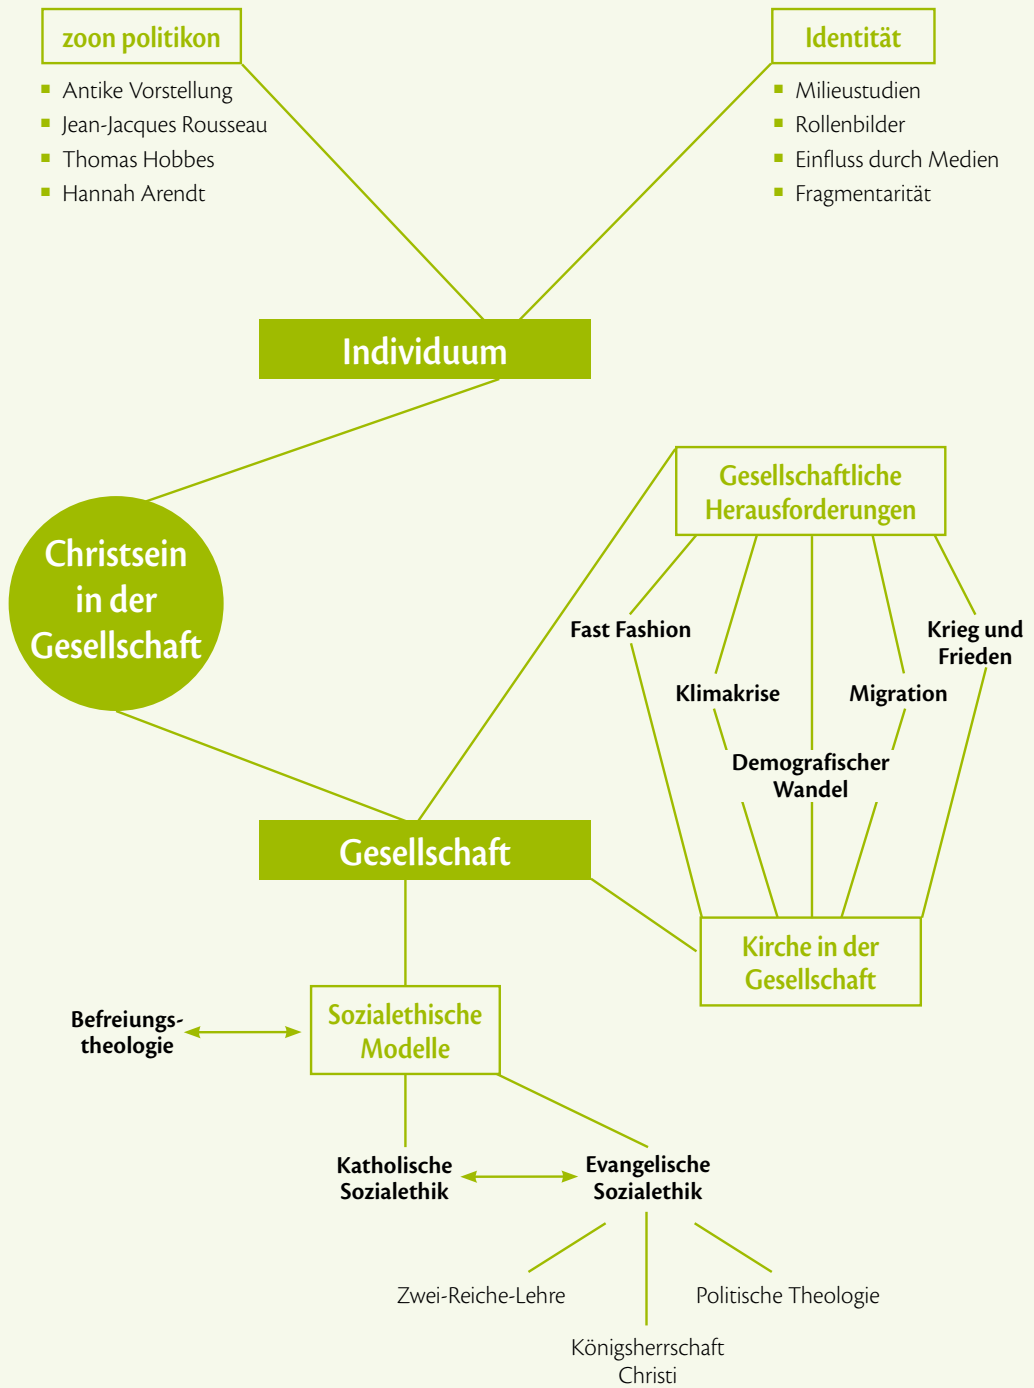 zoon politikon
Antike Vorstellung
Jean-Jacques Rousseau
Thomas Hobbes
Hannah Arendt
Identität
Milieustudien
Rollenbilder
Einfluss durch Medien
Fragmentarität
Individuum
Christsein
in der
Gesellschaft
Gesellschaftliche
Herausforderungen
Fast Fashion
Klimakrise
Demografischer
Wandel
Migration
Krieg und
Frieden
Gesellschaft
Kirche in der
Gesellschaft
Sozialethische
Modelle
Befreiungs-
theologie
Katholische
Sozialethik
Evangelische
Sozialethik
Zwei-Reiche-Lehre
Königsherrschaft
Christi
Politische Theologie